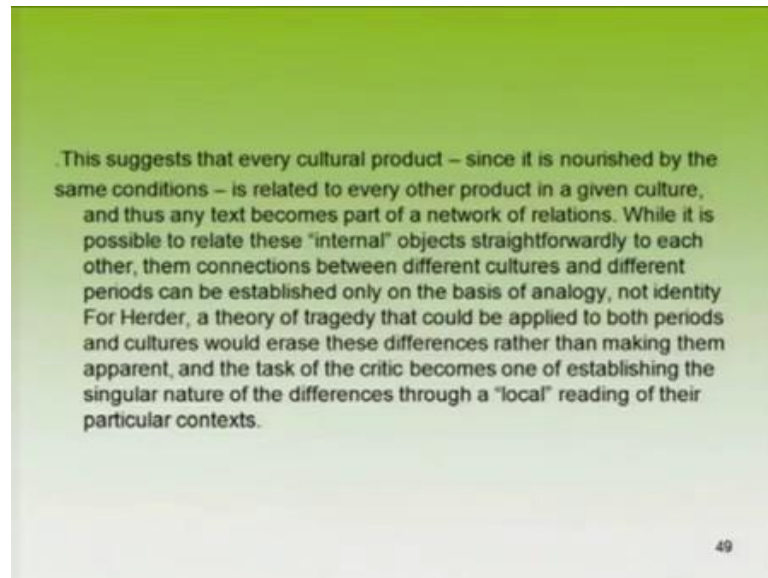 .This suggests that every cultural product – since it is nourished by the
same conditions – is related to every other product in a given culture,
and thus any text becomes part of a network of relations. While it is
possible to relate these "internal" objects straightforwardly to each
other, them connections between different cultures and different
periods can be established only on the basis of analogy, not identity
For Herder, a theory of tragedy that could be applied to both periods
and cultures would erase these differences rather than making them
apparent, and the task of the critic becomes one of establishing the
singular nature of the differences through a "local" reading of their
particular contexts.
49